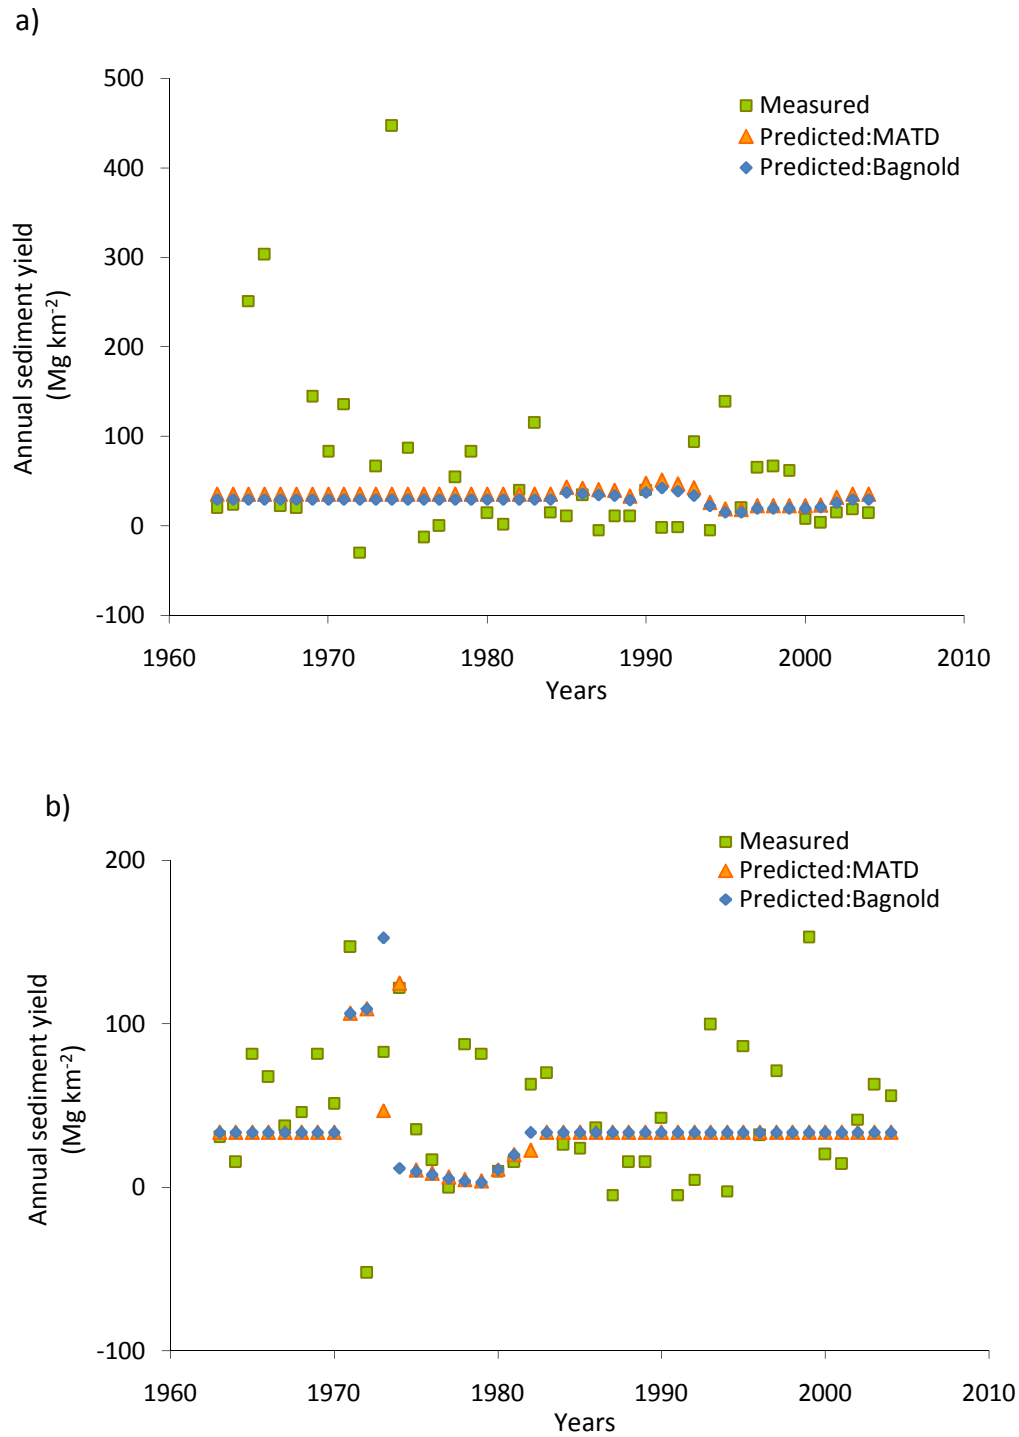 a)
500
400
300
200
100
0
-100
Annual sediment yield
(Mg km⁻²)
Measured
Predicted:MATD
Predicted:Bagnold
1960 1970 1980 1990 2000 2010
Years
b)
200
100
0
-100
Annual sediment yield
(Mg km⁻²)
Measured
Predicted:MATD
Predicted:Bagnold
1960 1970 1980 1990 2000 2010
Years